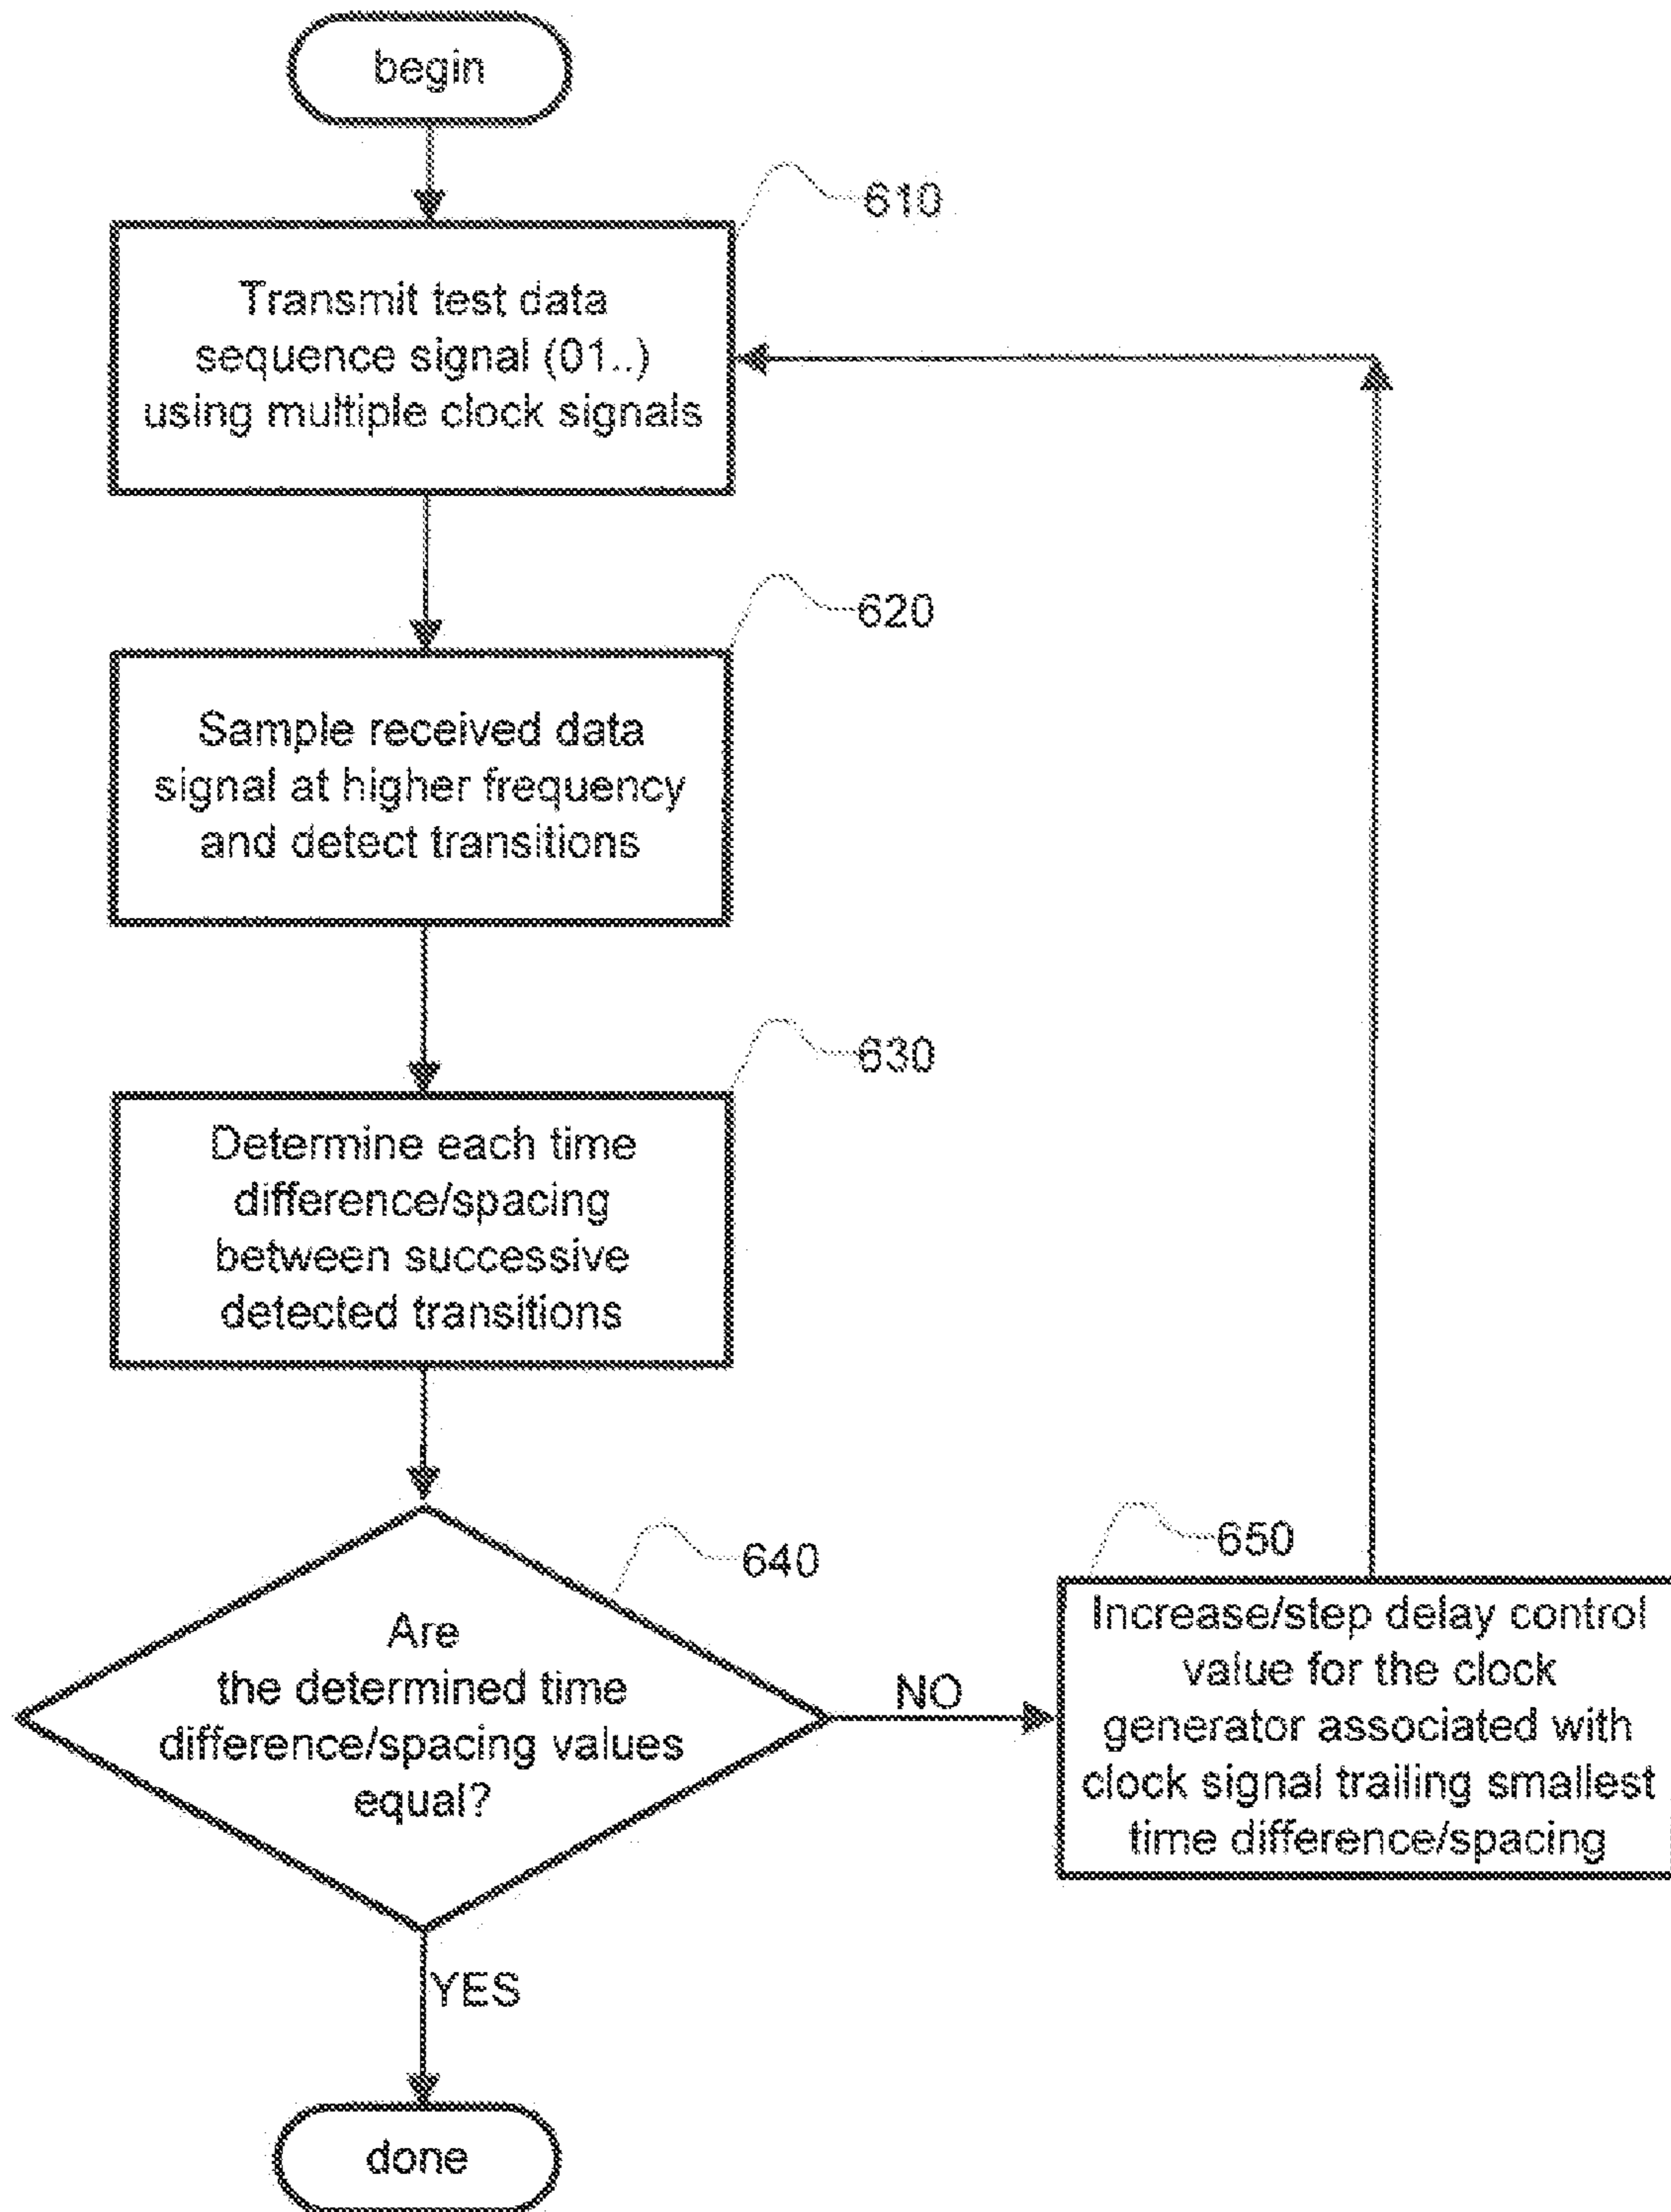 begin
610
Transmit test data
sequence signal (01..)
using multiple clock signals
620
Sample received data
signal at higher frequency
and detect transitions
630
Determine each time
difference/spacing
between successive
detected transitions
640
Are
the determined time
difference/spacing values
equal?
NO
650
Increase/step delay control
value for the clock
generator associated with
clock signal trailing smallest
time difference/spacing
YES
done